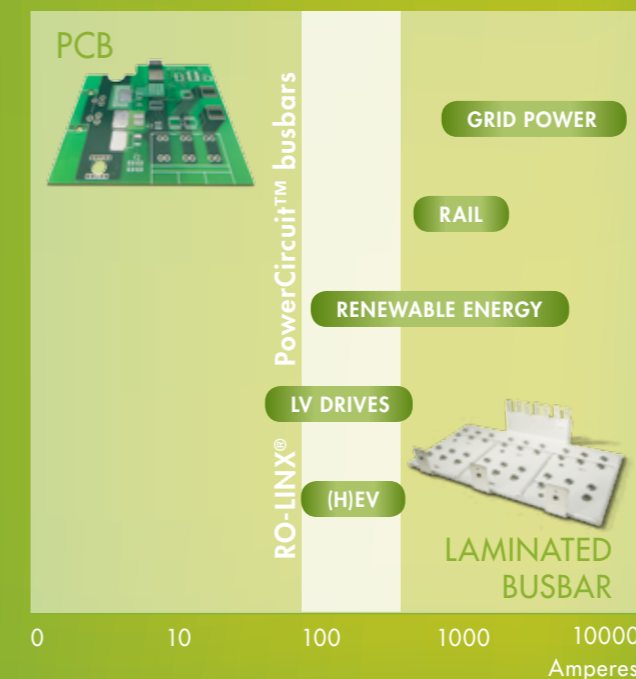 PCB
GRID POWER
RAIL
RENEWABLE ENERGY
LV DRIVES
(H)EV
RO-LINX® PowerCircuit™ busbars
LAMINATED
BUSBAR
0 10 100 1000 10000
Amperes